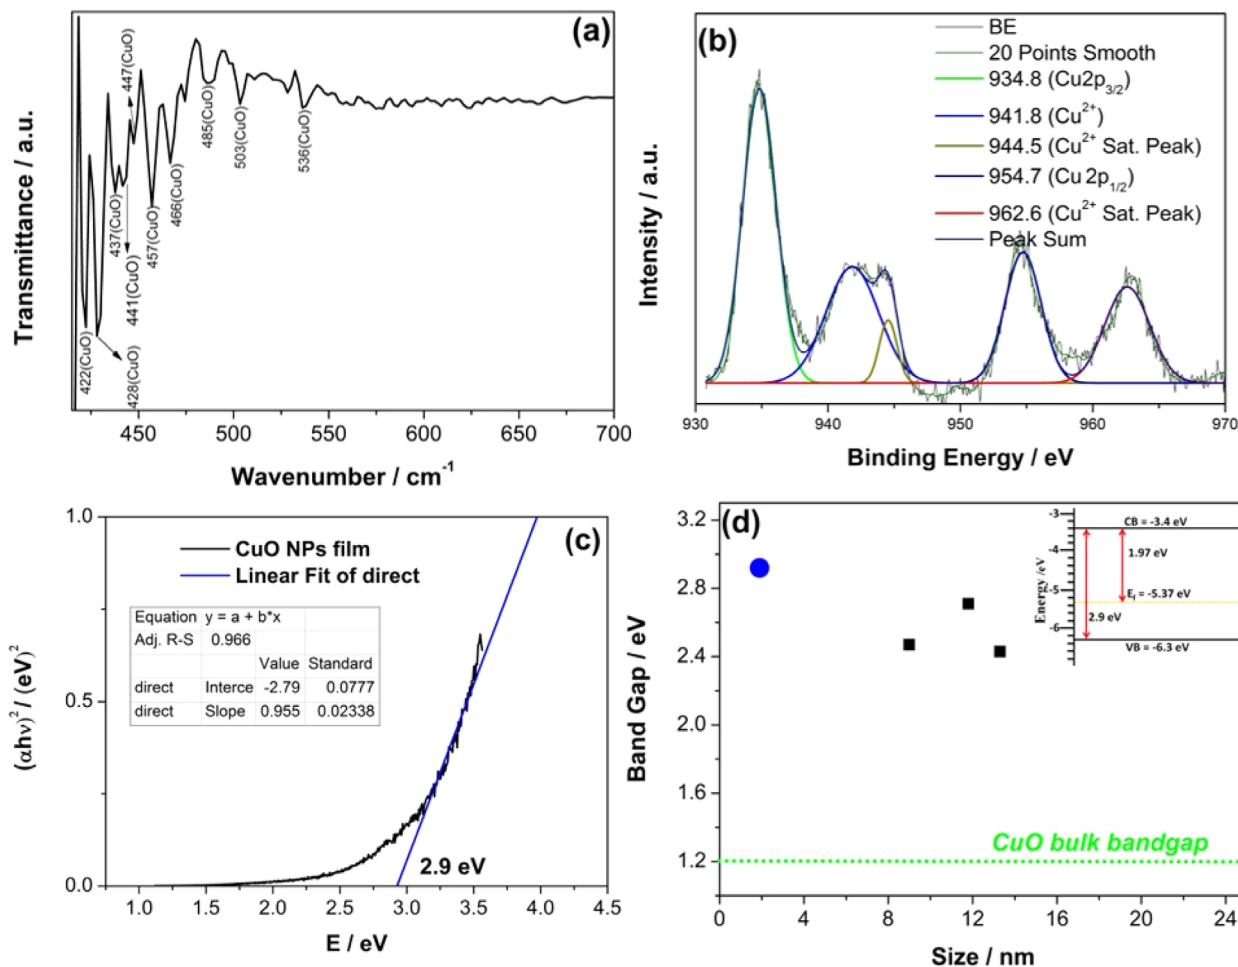 (a)
447(CuO)
485(CuO)
503(CuO)
536(CuO)
466(CuO)
457(CuO)
437(CuO)
441(CuO)
422(CuO)
428(CuO)
Transmittance / a.u.
450 500 550 600 650 700
Wavenumber / cm⁻¹
(b)
BE
20 Points Smooth
934.8 (Cu2p₃/₂)
941.8 (Cu²⁺)
944.5 (Cu²⁺ Sat. Peak)
954.7 (Cu 2p₁/₂)
962.6 (Cu²⁺ Sat. Peak)
Peak Sum
Intensity / a.u.
930 940 950 960 970
Binding Energy / eV
(c)
CuO NPs film
Linear Fit of direct
Equation y = a + b*x
Adj. R-S 0.966
Value Standard
direct Interce -2.79 0.0777
direct Slope 0.955 0.02338
2.9 eV
(αhν)² / (eV)²
1.0
0.5
0.0
1.0 1.5 2.0 2.5 3.0 3.5 4.0 4.5
E / eV
(d)
Band Gap / eV
3.2
2.8
2.4
2.0
1.6
1.2
CB = -3.4 eV
1.97 eV
E_f = -5.37 eV
2.9 eV
VB = -6.3 eV
Energy /eV
-3
-4
-5
-6
CuO bulk bandgap
0 4 8 12 16 20 24
Size / nm